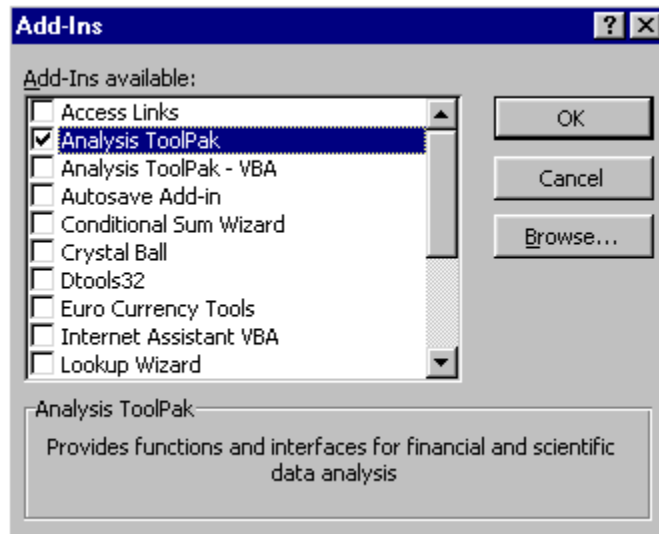 Add-Ins
Add-Ins available:
Access Links
Analysis ToolPak
Analysis ToolPak - VBA
Autosave Add-in
Conditional Sum Wizard
Crystal Ball
Dtools32
Euro Currency Tools
Internet Assistant VBA
Lookup Wizard
OK
Cancel
Browse...
Analysis ToolPak
Provides functions and interfaces for financial and scientific
data analysis